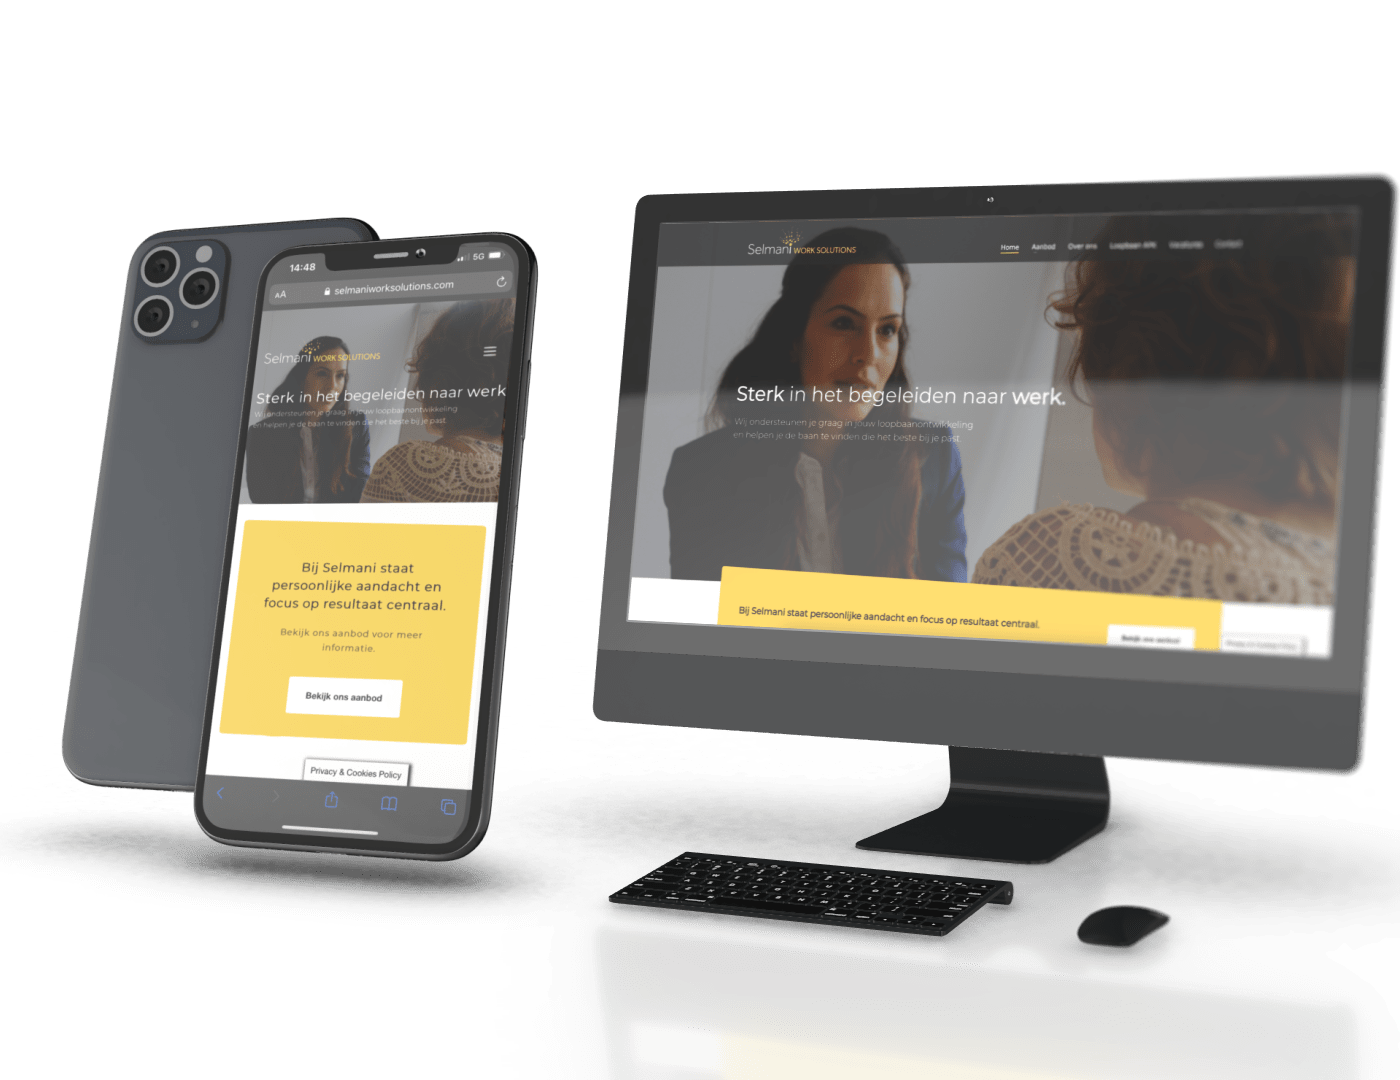 14:48
5G
AA
selmaniworksolutions.com
Selmani WORK SOLUTIONS
Sterk in het begeleiden naar werk
Wij ondersteunen je graag in jouw loopbaanontwikkeling
en helpen je de baan te vinden die het beste bij je past.
Bij Selmani staat
persoonlijke aandacht en
focus op resultaat centraal.
Bekijk ons aanbod voor meer
informatie.
Bekijk ons aanbod
Privacy & Cookies Policy
Selmani WORK SOLUTIONS
Home Aanbod Over ons Loopbaan APK Vacatures Contact
Sterk in het begeleiden naar werk.
Wij ondersteunen je graag in jouw loopbaanontwikkeling
en helpen je de baan te vinden die het beste bij je past.
Bij Selmani staat persoonlijke aandacht en focus op resultaat centraal.
Bekijk ons aanbod
Privacy & Cookies Policy